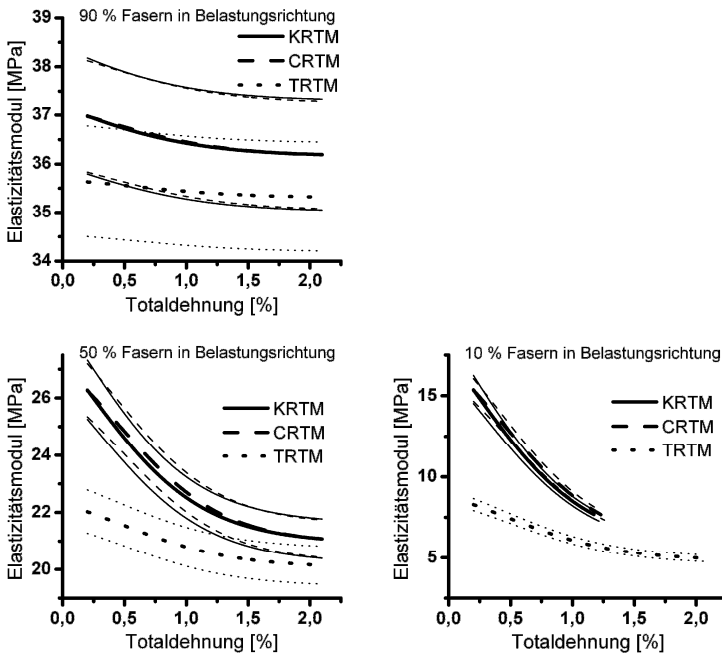 90 % Fasern in Belastungsrichtung
KRTM
CRTM
TRTM
Elastizitätsmodul [MPa]
39
38
37
36
35
34
0,0 0,5 1,0 1,5 2,0
Totaldehnung [%]
50 % Fasern in Belastungsrichtung
KRTM
CRTM
TRTM
Elastizitätsmodul [MPa]
26
24
22
20
0,0 0,5 1,0 1,5 2,0
Totaldehnung [%]
10 % Fasern in Belastungsrichtung
KRTM
CRTM
TRTM
Elastizitätsmodul [MPa]
15
10
5
0,0 0,5 1,0 1,5 2,0
Totaldehnung [%]